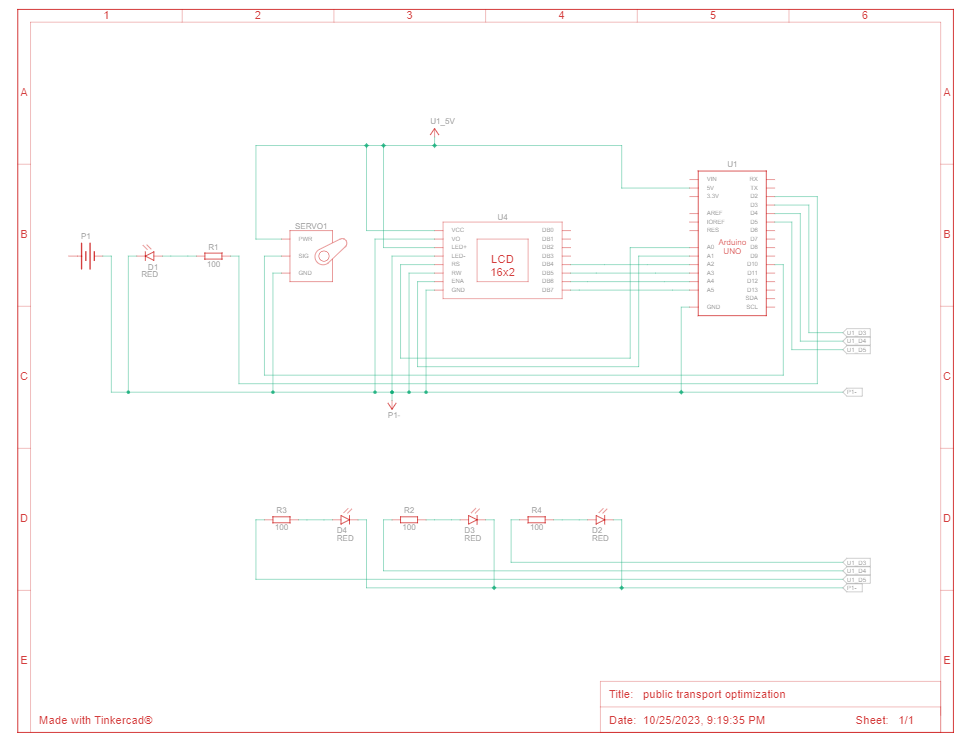 1 2 3 4 5 6
A A
U1_5V
U1
VIN RX
5V TX
3.3V D2
D3
AREF D4
IOREF D5
RES D6
D7
A0 D8
A1 D9
A2 D10
A3 D11
A4 D12
A5 D13
SDA
GND SCL
Arduino
UNO
B B
P1
D1
RED
R1
100
SERVO1
PWR
SIG
GND
U4
VCC DB0
VO DB1
LED+ DB2
LED- DB3
RS DB4
RW DB5
ENA DB6
GND DB7
LCD
16x2
U1_D3
U1_D4
U1_D5
C C
P1-
P1-
D D
R3
100
D4
RED
R2
100
D3
RED
R4
100
D2
RED
U1_D3
U1_D4
U1_D5
P1-
E E
Title: public transport optimization
Made with Tinkercad®
Date: 10/25/2023, 9:19:35 PM Sheet: 1/1